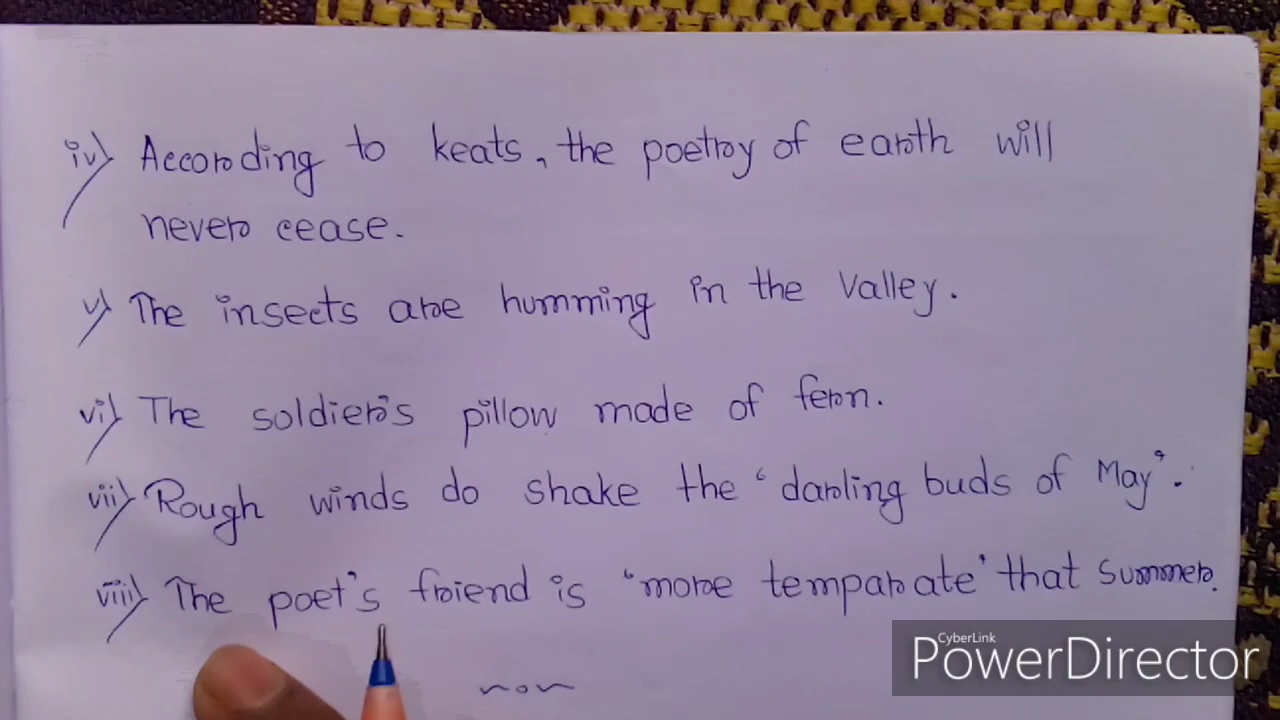 iv) According to keats, the poetry of earth will
never cease.
v) The insects are humming in the valley.
vi) The soldier's pillow made of fern.
vii) Rough winds do shake the 'darling buds of May'.
viii) The poet's friend is 'more temparate' that summer.
CyberLink
PowerDirector